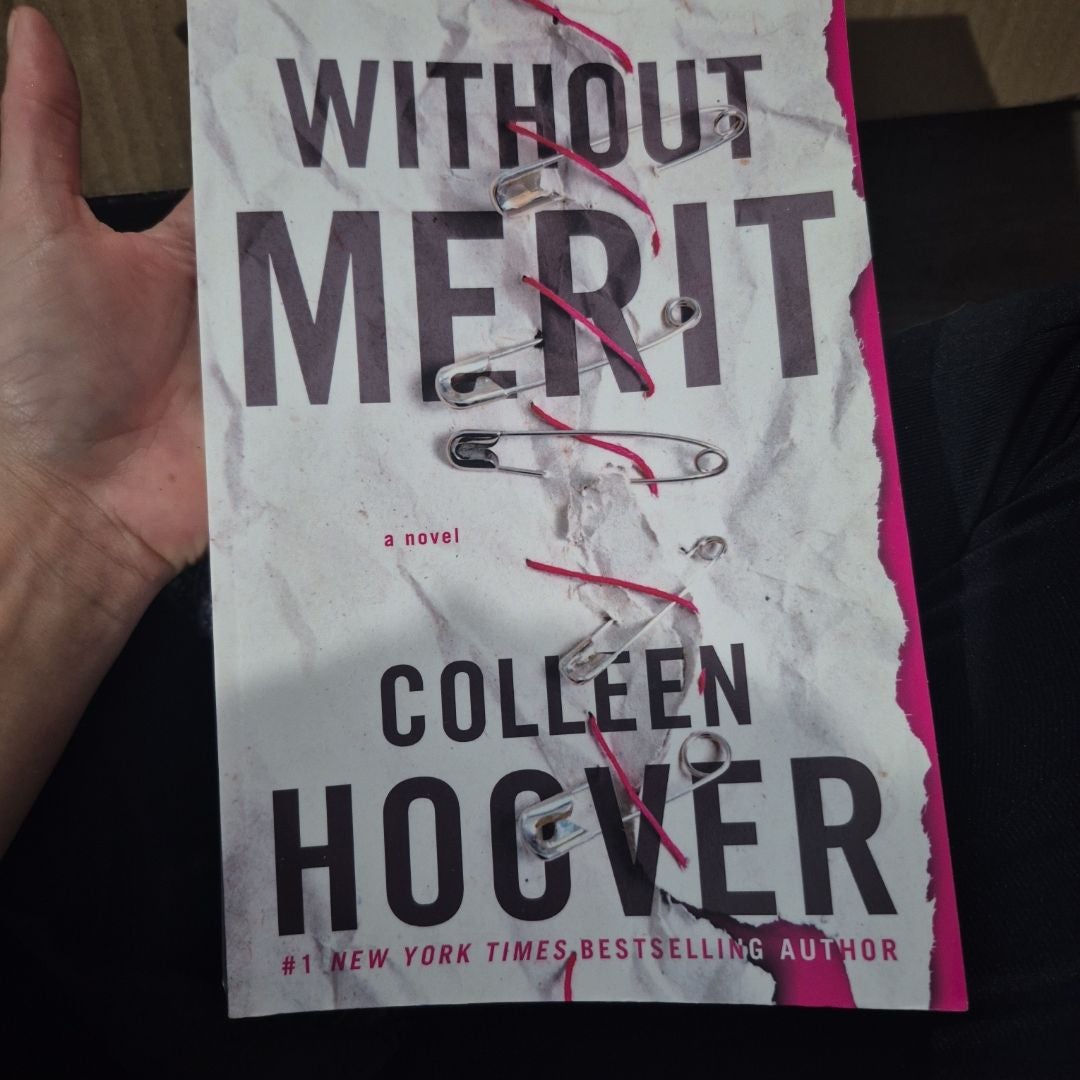 WITHOUT
MERIT
a novel
COLLEEN
HOOVER
#1 NEW YORK TIMES BESTSELLING AUTHOR